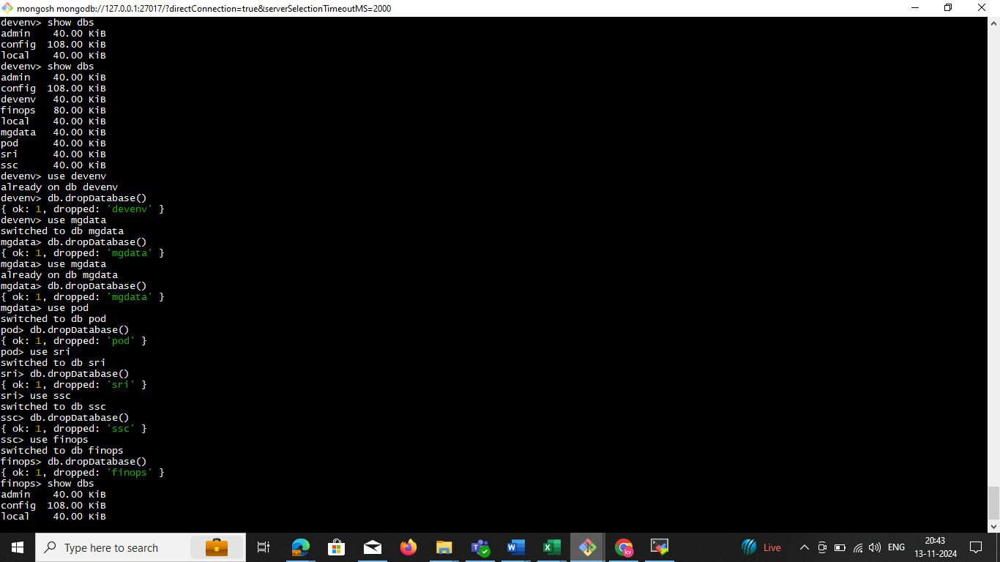 mongosh mongodb://127.0.0.1:27017/?directConnection=true&serverSelectionTimeoutMS=2000
devenv> show dbs
admin 40.00 KiB
config 108.00 KiB
local 40.00 KiB
devenv> show dbs
admin 40.00 KiB
config 108.00 KiB
devenv 40.00 KiB
finops 80.00 KiB
local 40.00 KiB
mgdata 40.00 KiB
pod 40.00 KiB
sri 40.00 KiB
ssc 40.00 KiB
devenv> use devenv
already on db devenv
devenv> db.dropDatabase()
{ ok: 1, dropped: 'devenv' }
devenv> use mgdata
switched to db mgdata
mgdata> db.dropDatabase()
{ ok: 1, dropped: 'mgdata' }
mgdata> use mgdata
already on db mgdata
mgdata> db.dropDatabase()
{ ok: 1, dropped: 'mgdata' }
mgdata> use pod
switched to db pod
pod> db.dropDatabase()
{ ok: 1, dropped: 'pod' }
pod> use sri
switched to db sri
sri> db.dropDatabase()
{ ok: 1, dropped: 'sri' }
sri> use ssc
switched to db ssc
ssc> db.dropDatabase()
{ ok: 1, dropped: 'ssc' }
ssc> use finops
switched to db finops
finops> db.dropDatabase()
{ ok: 1, dropped: 'finops' }
finops> show dbs
admin 40.00 KiB
config 108.00 KiB
local 40.00 KiB
Type here to search
kv
Live
ENG
20:43
13-11-2024